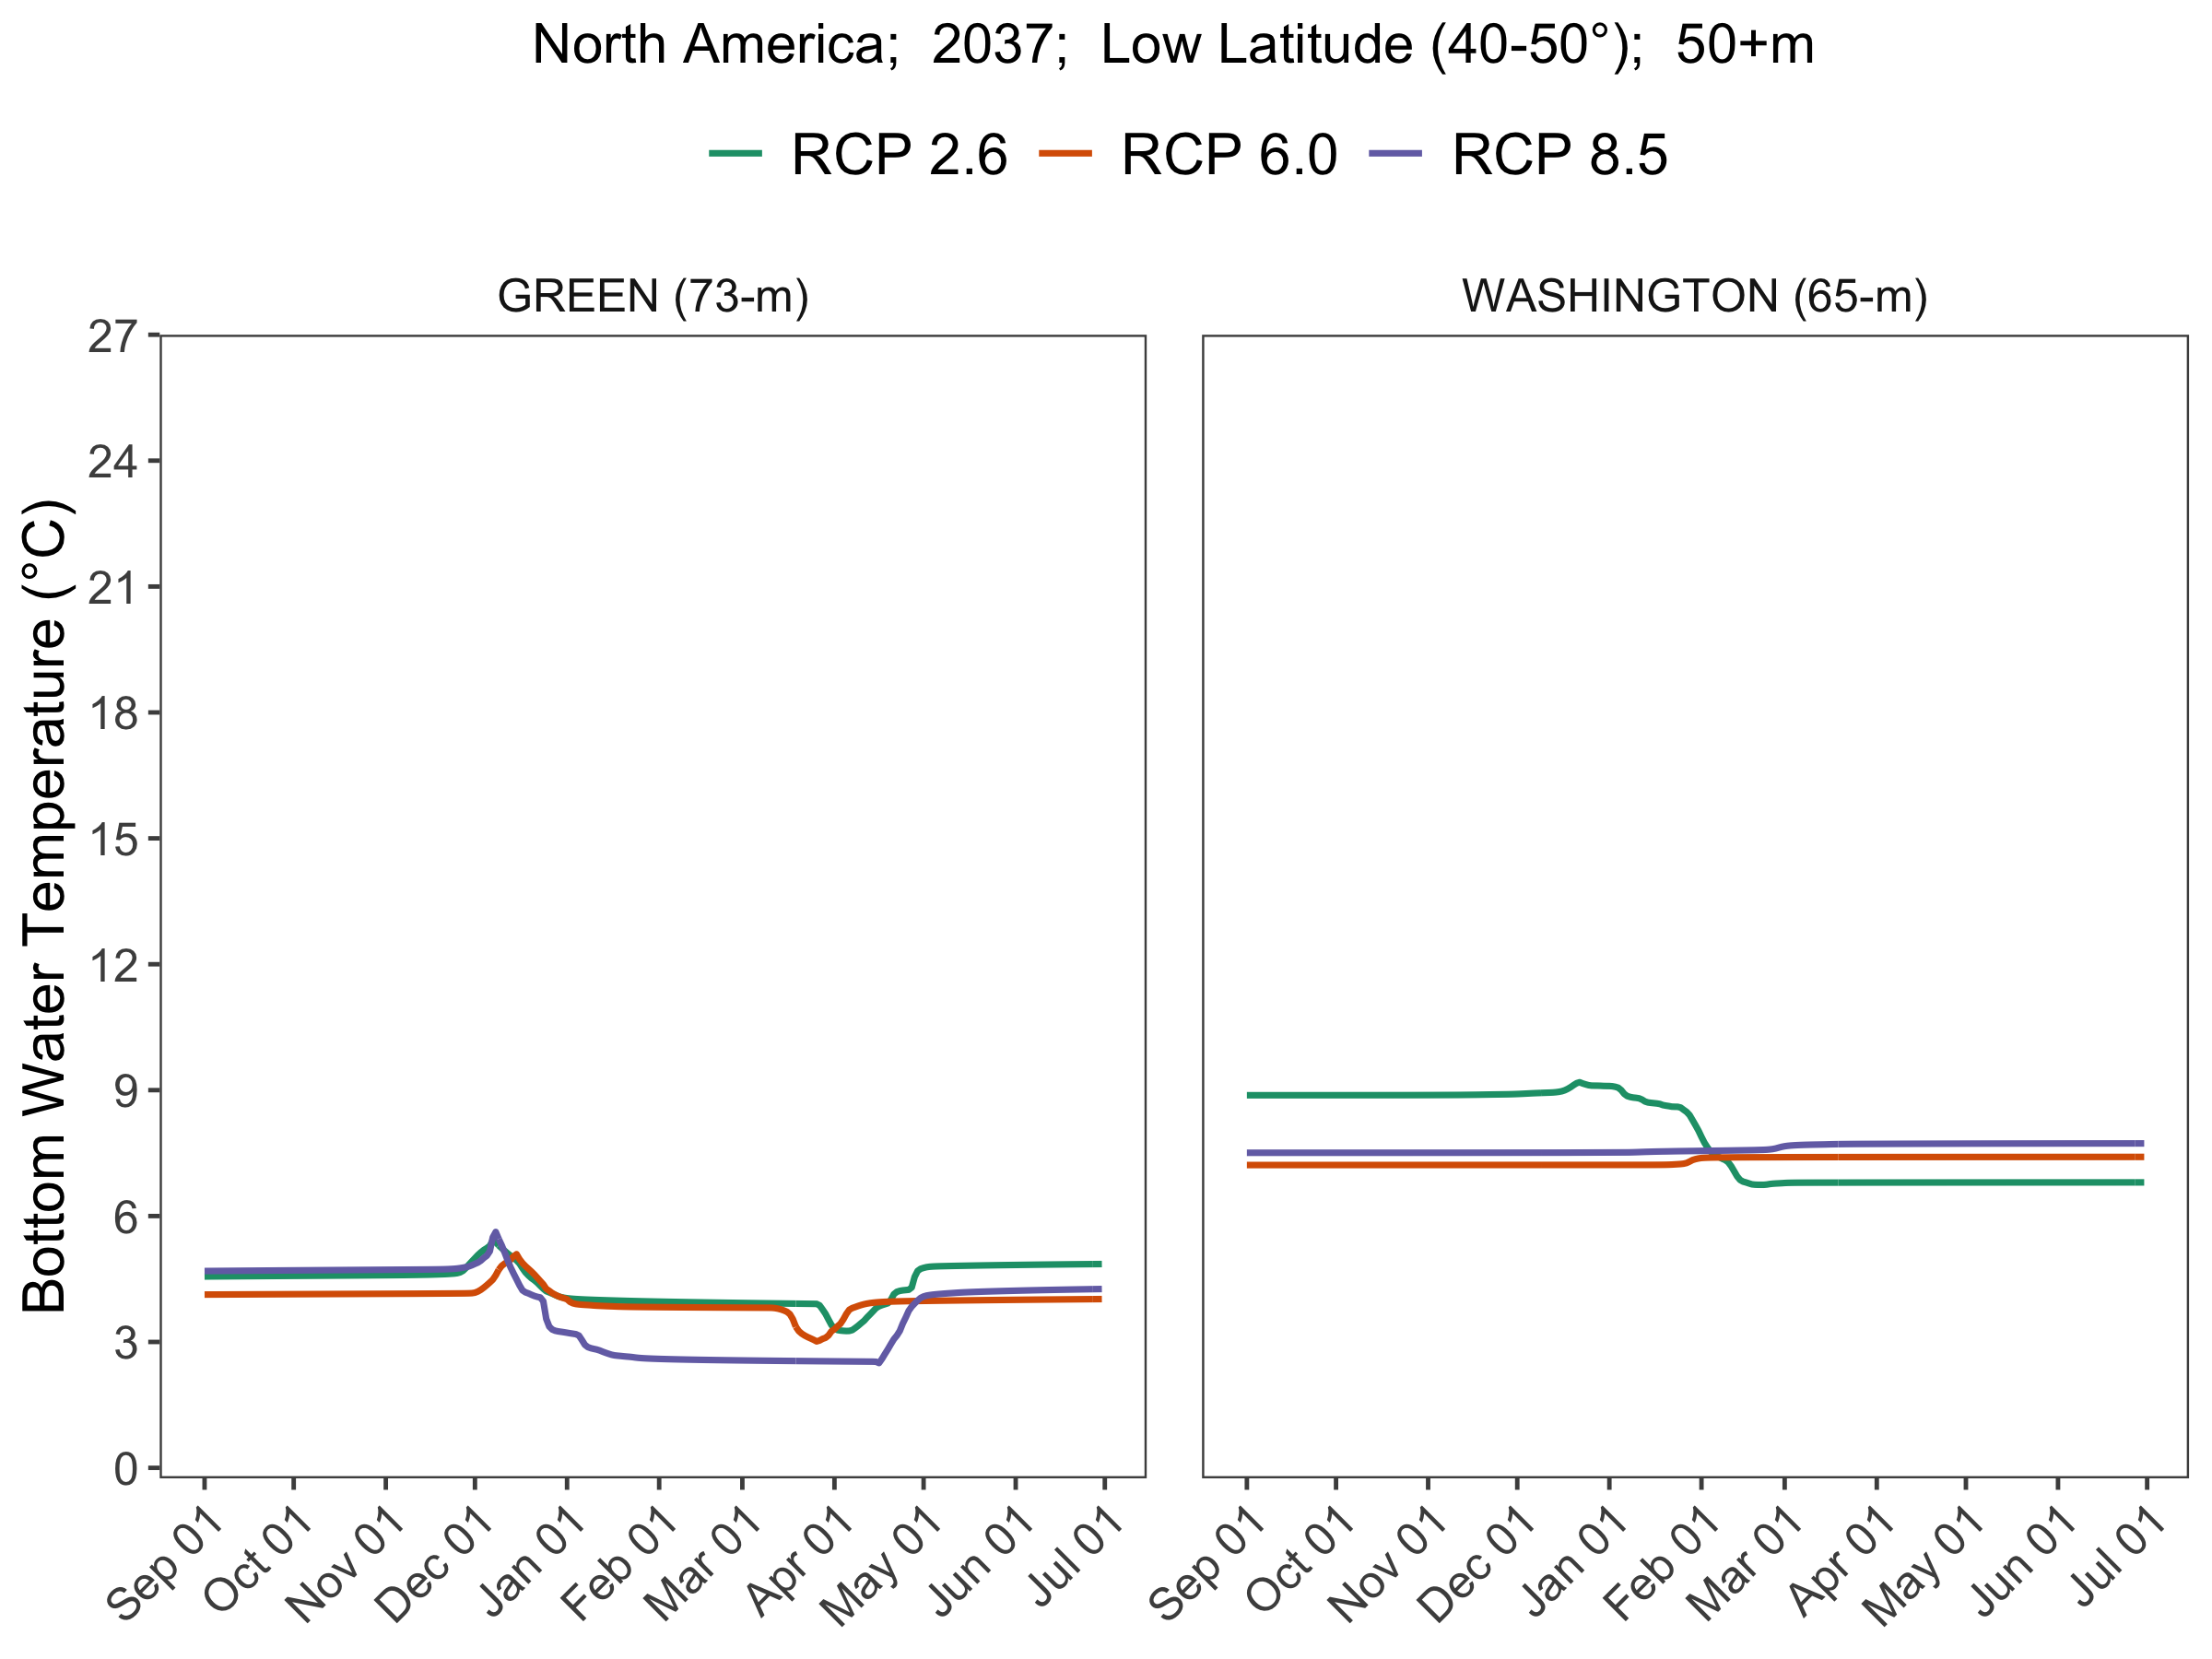 North America;  2037;  Low Latitude (40-50°);  50+m
RCP 2.6 RCP 6.0 RCP 8.5
GREEN (73-m) WASHINGTON (65-m)
Bottom Water Temperature (°C)
27
24
21
18
15
12
9
6
3
0
Sep 01 Oct 01 Nov 01 Dec 01 Jan 01 Feb 01 Mar 01 Apr 01 May 01 Jun 01 Jul 01 Sep 01 Oct 01 Nov 01 Dec 01 Jan 01 Feb 01 Mar 01 Apr 01 May 01 Jun 01 Jul 01